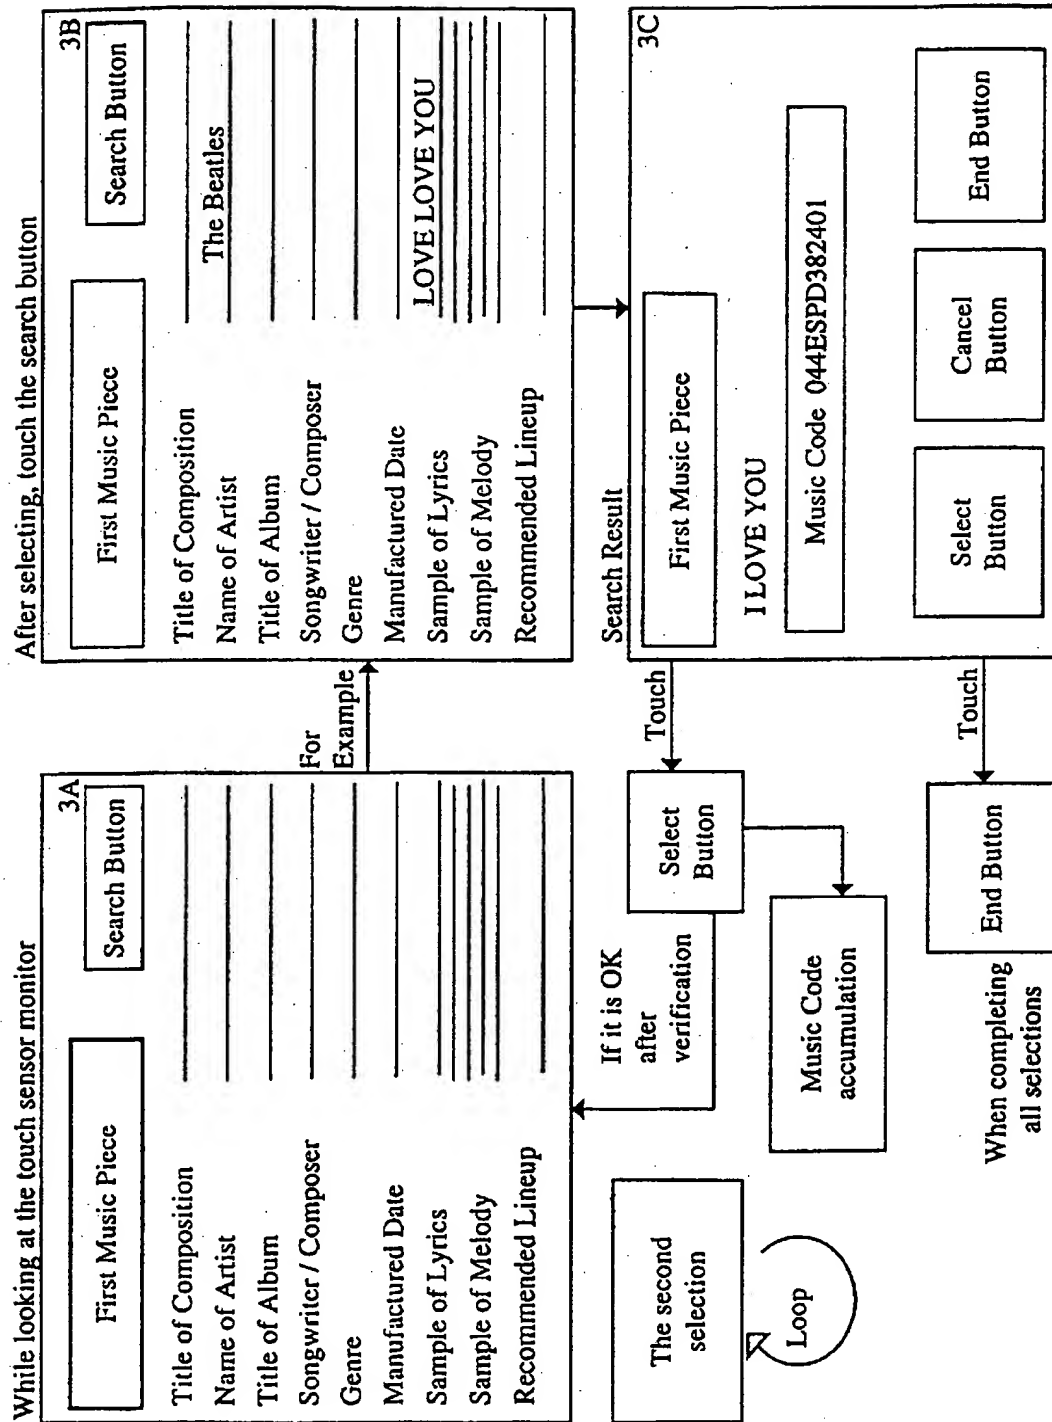 While looking at the touch sensor monitor
3A
First Music Piece
Search Button
Title of Composition
Name of Artist
Title of Album
Songwriter / Composer
Genre
Manufactured Date
Sample of Lyrics
Sample of Melody
Recommended Lineup
For
Example
After selecting, touch the search button
3B
First Music Piece
Search Button
Title of Composition
Name of Artist
The Beatles
Title of Album
Songwriter / Composer
Genre
Manufactured Date
Sample of Lyrics
LOVE LOVE YOU
Sample of Melody
Recommended Lineup
Search Result
3C
First Music Piece
I LOVE YOU
Music Code 044ESPD382401
Select
Button
Cancel
Button
End Button
Touch
Select
Button
If it is OK
after
verification
Music Code
accumulation
The second
selection
Loop
Touch
End Button
When completing
all selections